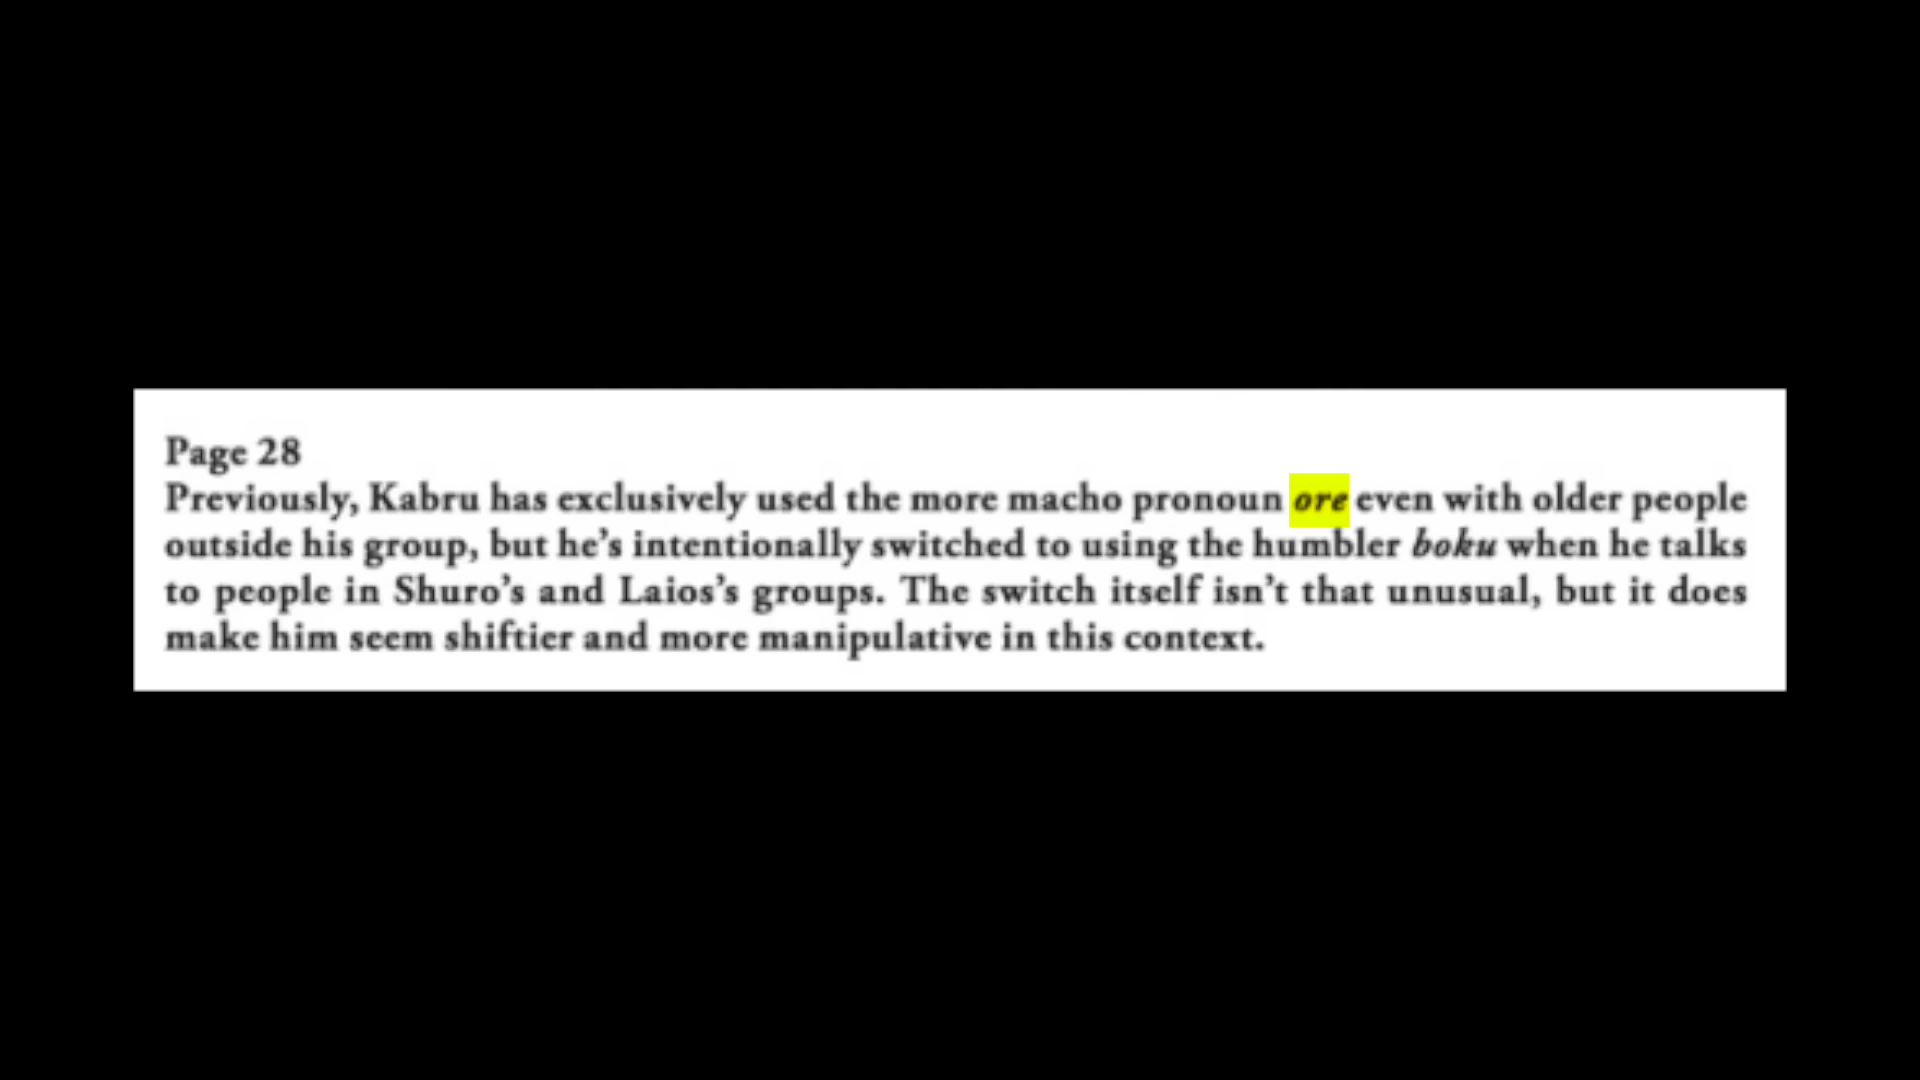 Page 28
Previously, Kabru has exclusively used the more macho pronoun ore even with older people
outside his group, but he’s intentionally switched to using the humbler boku when he talks
to people in Shuro’s and Laios’s groups. The switch itself isn’t that unusual, but it does
make him seem shiftier and more manipulative in this context.